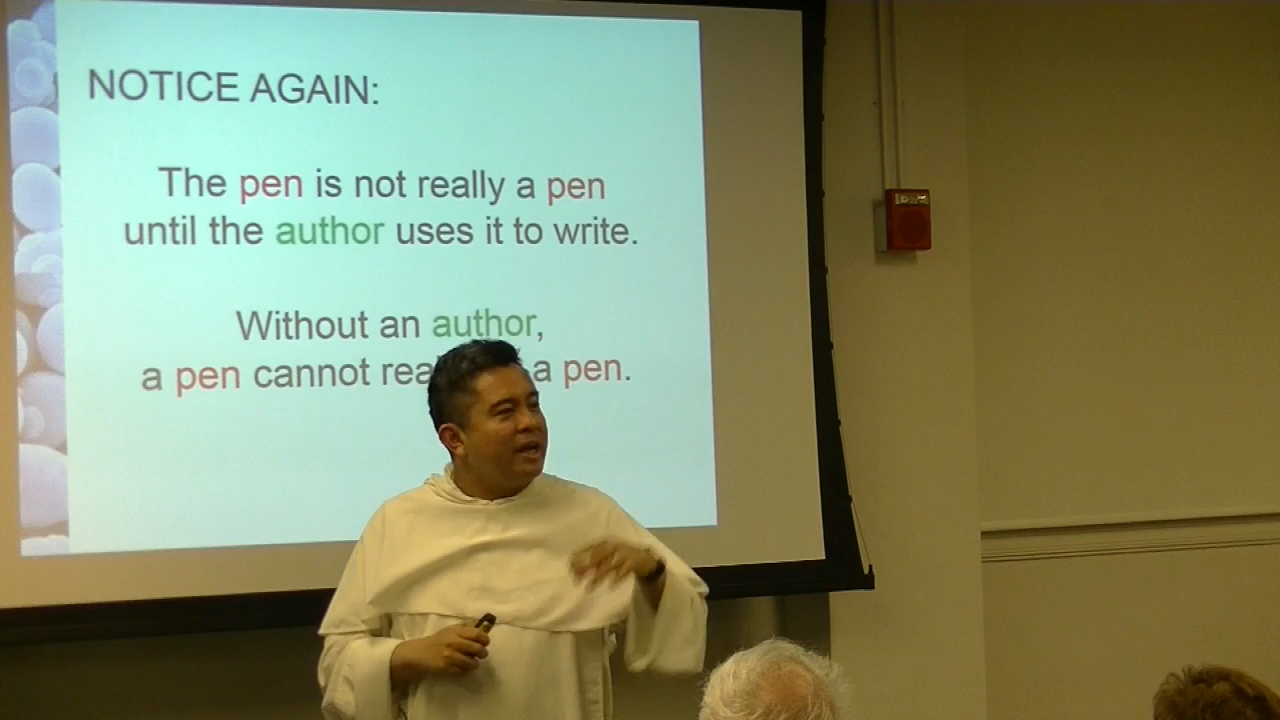 NOTICE AGAIN:
The pen is not really a pen
until the author uses it to write.
Without an author,
a pen cannot rea a pen.